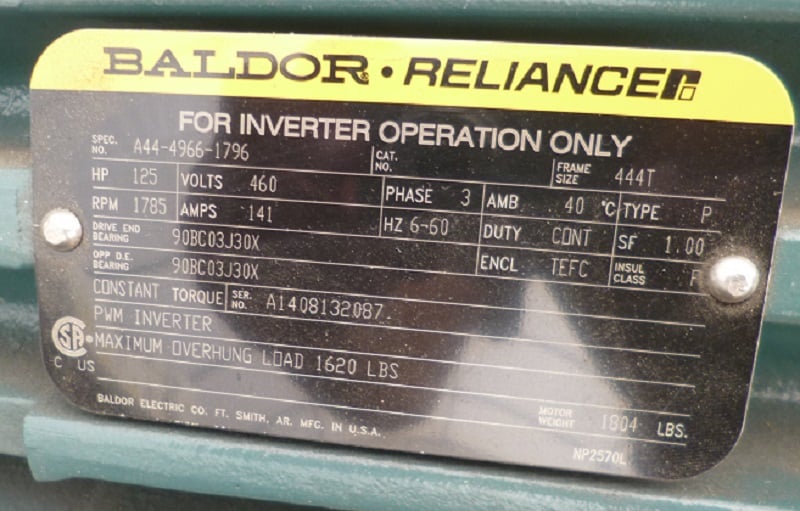 BALDOR • RELIANCE
FOR INVERTER OPERATION ONLY
SPEC. NO. A44-4966-1796 CAT. NO. FRAME SIZE 444T
HP 125 VOLTS 460 PHASE 3 AMB 40 °C TYPE P
RPM 1785 AMPS 141 HZ 6-60 DUTY CONT SF 1.00
DRIVE END BEARING 90BC03J30X ENCL TEFC INSUL CLASS F
OPP D.E. BEARING 90BC03J30X
CONSTANT TORQUE SER. NO. A1408132087
PWM INVERTER
MAXIMUM OVERHUNG LOAD 1620 LBS
SA
C US
BALDOR ELECTRIC CO. FT. SMITH, AR. MFG. IN U.S.A. MOTOR WEIGHT 1804 LBS.
NP2570L